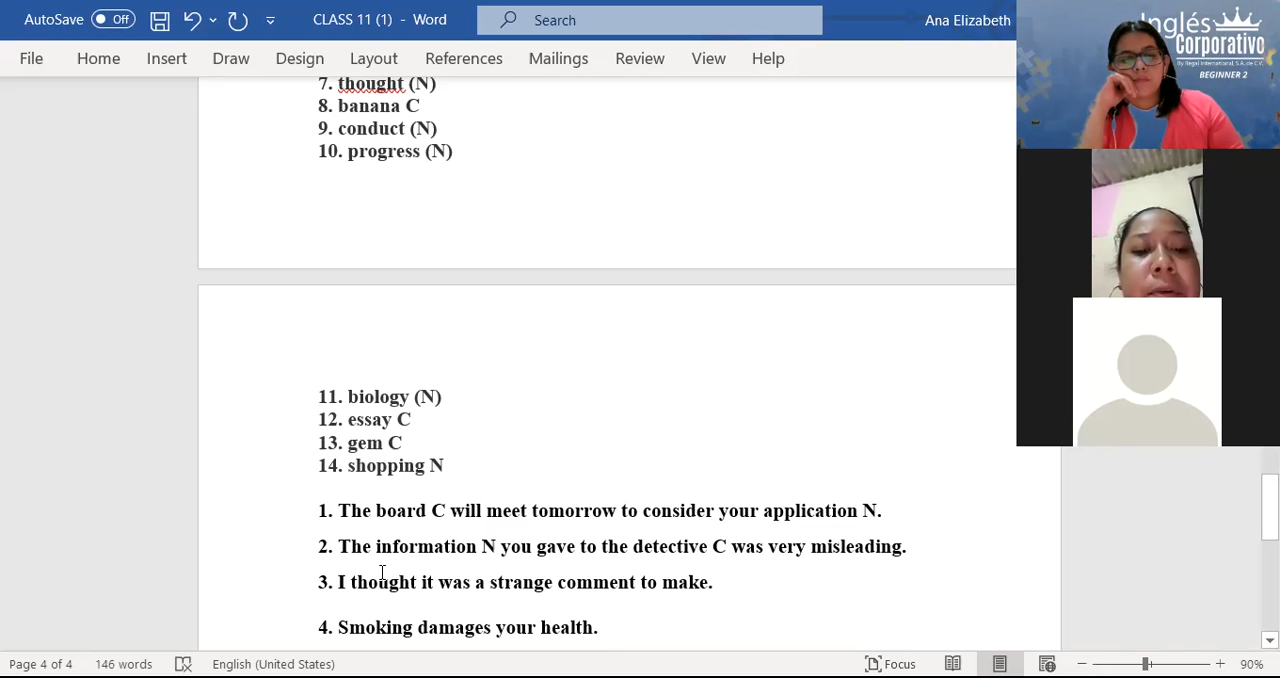 AutoSave Off CLASS 11 (1) - Word Search Ana Elizabeth
File Home Insert Draw Design Layout References Mailings Review View Help
Inglés
Corporativo
By Regal International, S.A. de C.V.
BEGINNER 2
7. thought (N)
8. banana C
9. conduct (N)
10. progress (N)
11. biology (N)
12. essay C
13. gem C
14. shopping N
1. The board C will meet tomorrow to consider your application N.
2. The information N you gave to the detective C was very misleading.
3. I thought it was a strange comment to make.
4. Smoking damages your health.
Page 4 of 4 146 words English (United States) Focus 90%